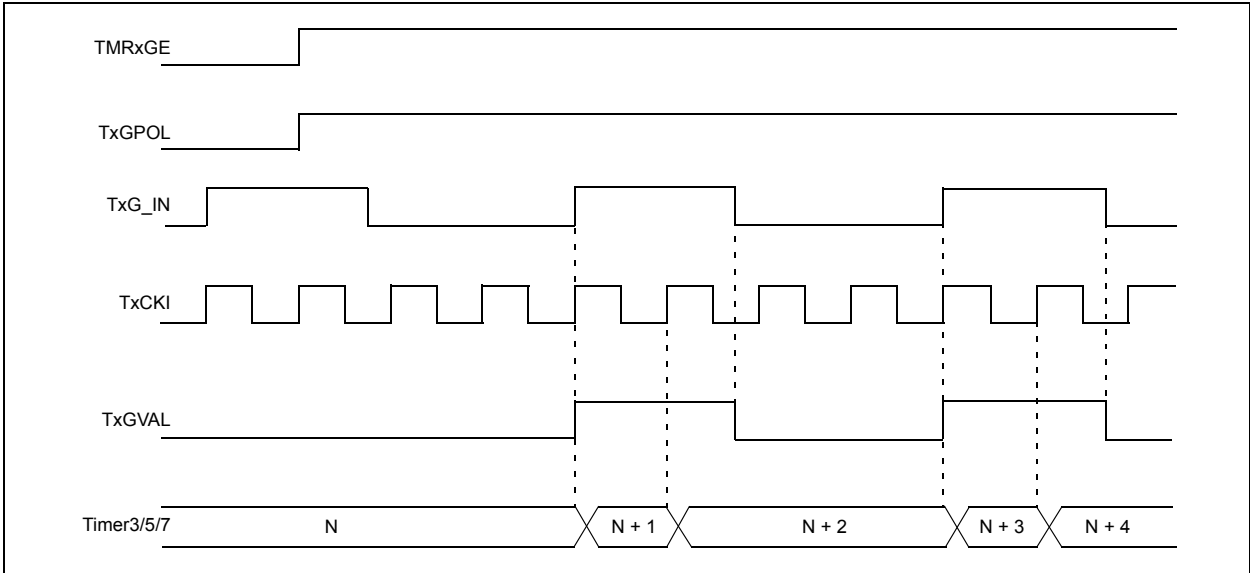 TMRxGE
TxGPOL
TxG_IN
TxCKI
TxGVAL
Timer3/5/7 N N + 1 N + 2 N + 3 N + 4